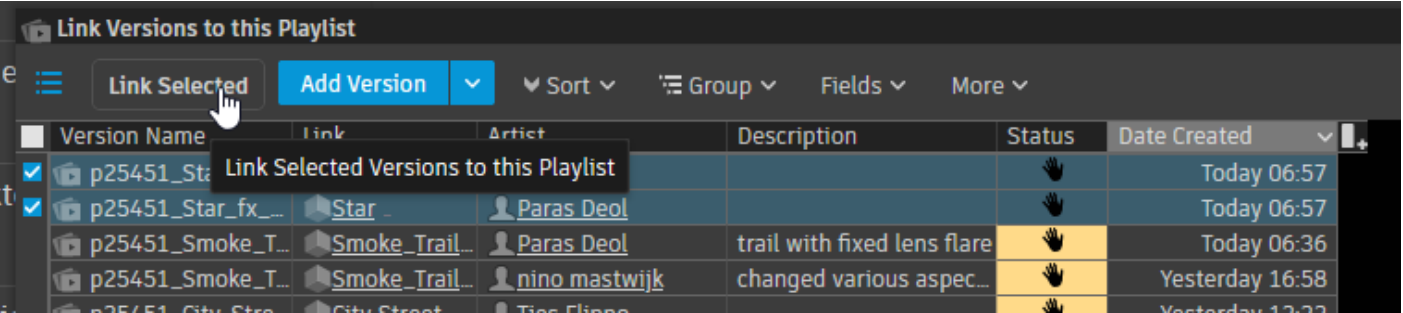 Link Versions to this Playlist
Link Selected Add Version Sort Group Fields More
Version Name Link Artist Description Status Date Created
Link Selected Versions to this Playlist
p25451_Sta Today 06:57
p25451_Star_fx_... Star Paras Deol Today 06:57
p25451_Smoke_T... Smoke_Trail... Paras Deol trail with fixed lens flare Today 06:36
p25451_Smoke_T... Smoke_Trail... nino mastwijk changed various aspec... Yesterday 16:58